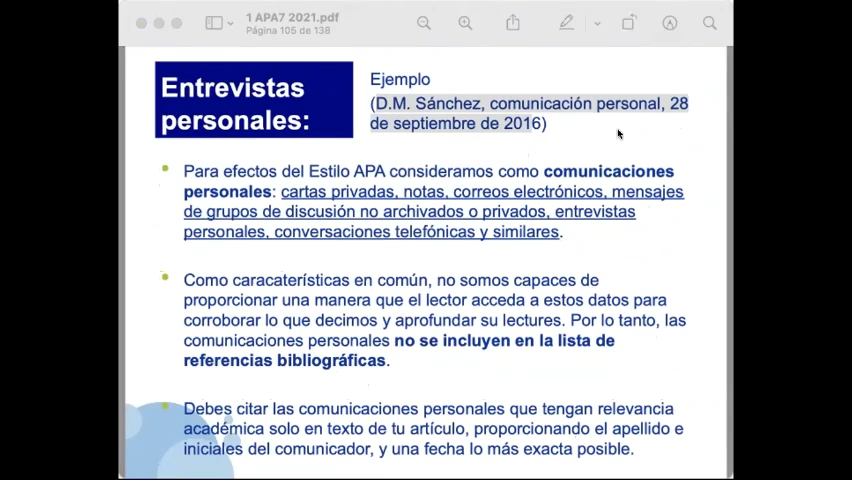 1 APA7 2021.pdf
Página 105 de 138
Entrevistas
personales:
Ejemplo
(D.M. Sánchez, comunicación personal, 28
de septiembre de 2016)
Para efectos del Estilo APA consideramos como comunicaciones
personales: cartas privadas, notas, correos electrónicos, mensajes
de grupos de discusión no archivados o privados, entrevistas
personales, conversaciones telefónicas y similares.
Como caracaterísticas en común, no somos capaces de
proporcionar una manera que el lector acceda a estos datos para
corroborar lo que decimos y aprofundar su lectures. Por lo tanto, las
comunicaciones personales no se incluyen en la lista de
referencias bibliográficas.
Debes citar las comunicaciones personales que tengan relevancia
académica solo en texto de tu artículo, proporcionando el apellido e
iniciales del comunicador, y una fecha lo más exacta posible.